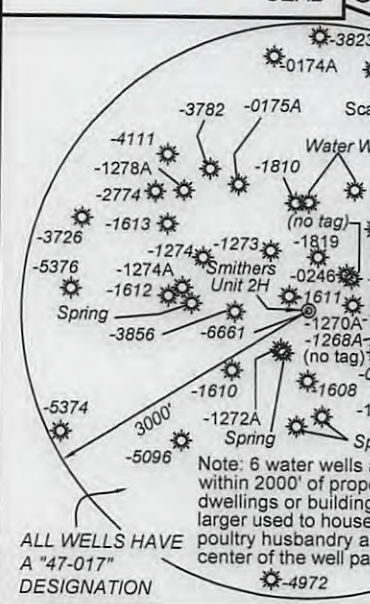 -3823
-0174A
-3782
-0175A
-4111
Water W
-1278A
-1810
-2774
(no tag)
-1613
-3726
-1274
-1273
-1819
-5376
-1274A
Smithers
Unit 2H
-0246
-1612
-1611
Spring
-3856
-6661
-1270A
-1268A
(no tag)
-1610
-1608
-5374
3000'
-1272A
Spring
-5096
Note: 6 water wells
within 2000' of prop
dwellings or building
larger used to house
poultry husbandry a
center of the well pa
ALL WELLS HAVE
A "47-017"
DESIGNATION
-4972